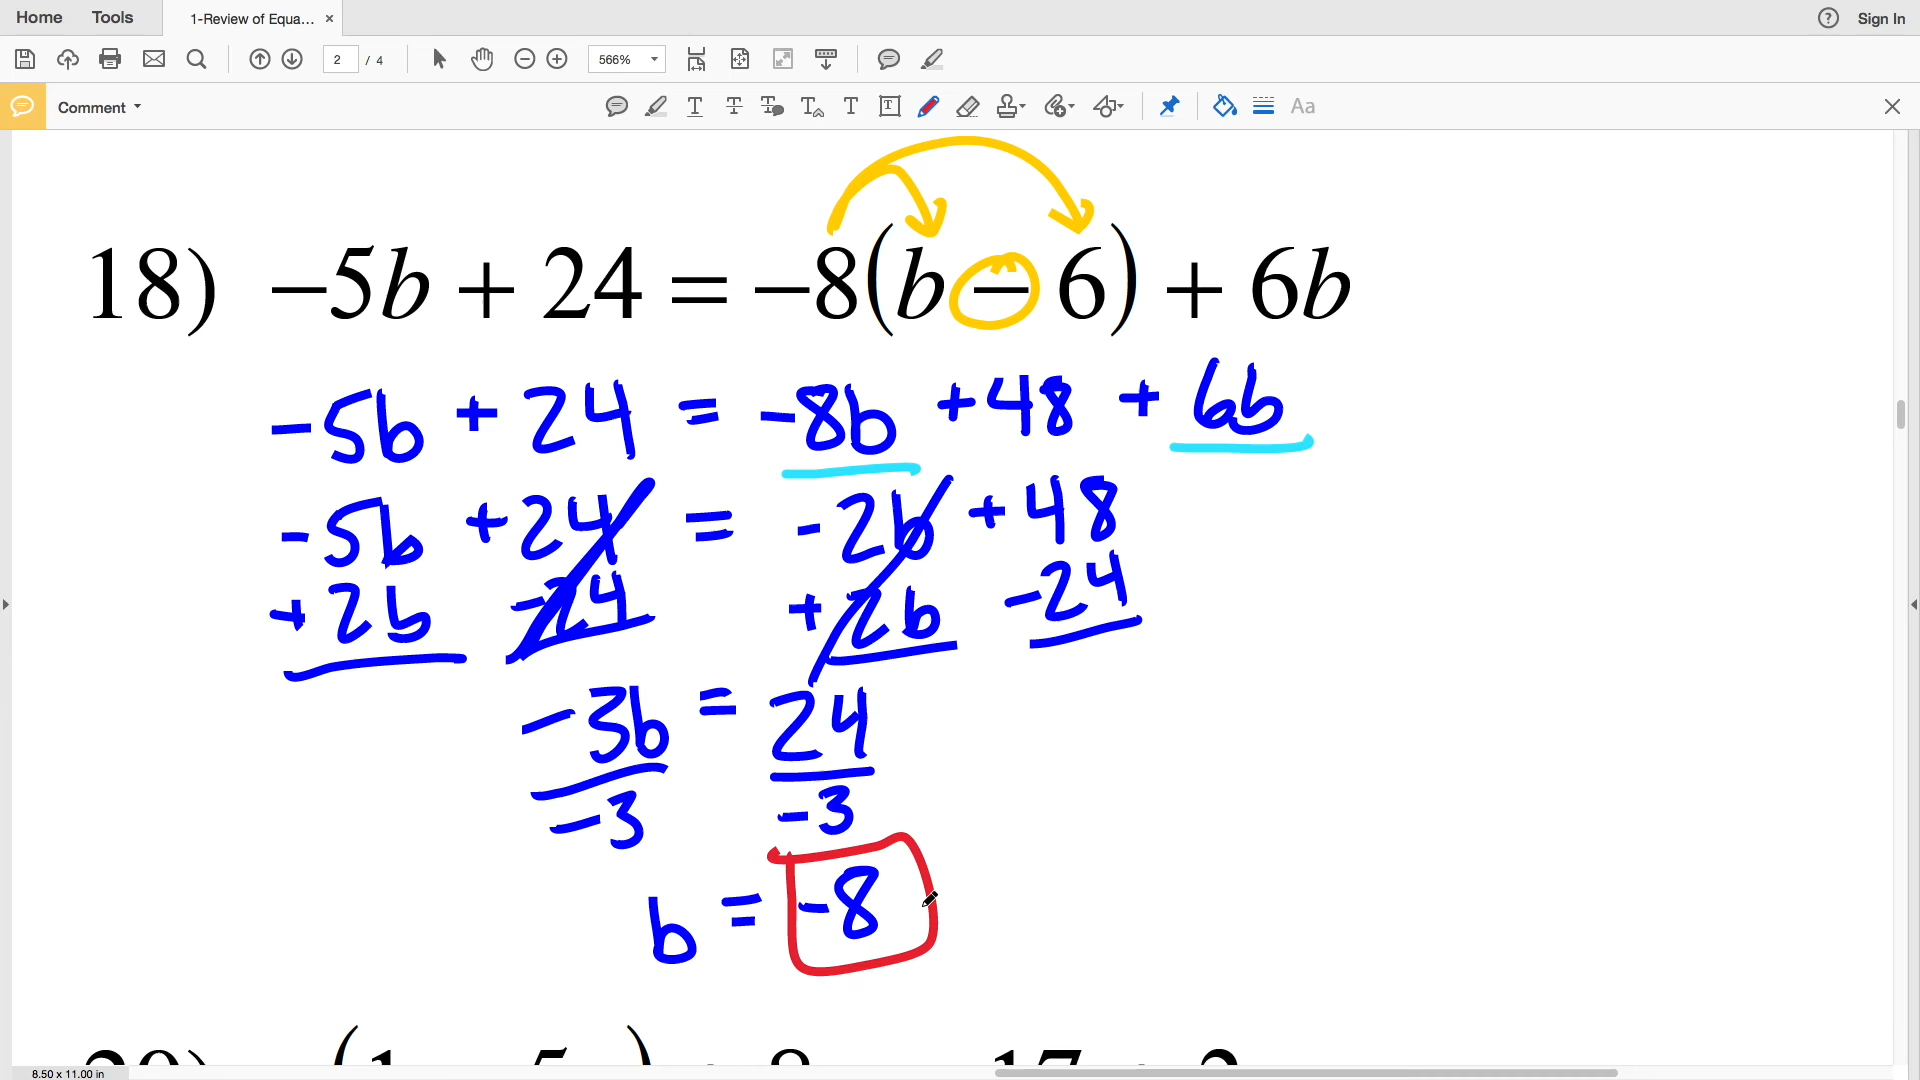 Home Tools 1-Review of Equa... × ? Sign In
2 / 4 566%
Comment T T T T T T Aa
18) −5b + 24 = −8(b − 6) + 6b
-5b + 24 = -8b + 48 + 6b
-5b + 24 = -2b + 48
+2b -24 +2b -24
-3b = 24
-3 -3
b = -8
8.50 x 11.00 in